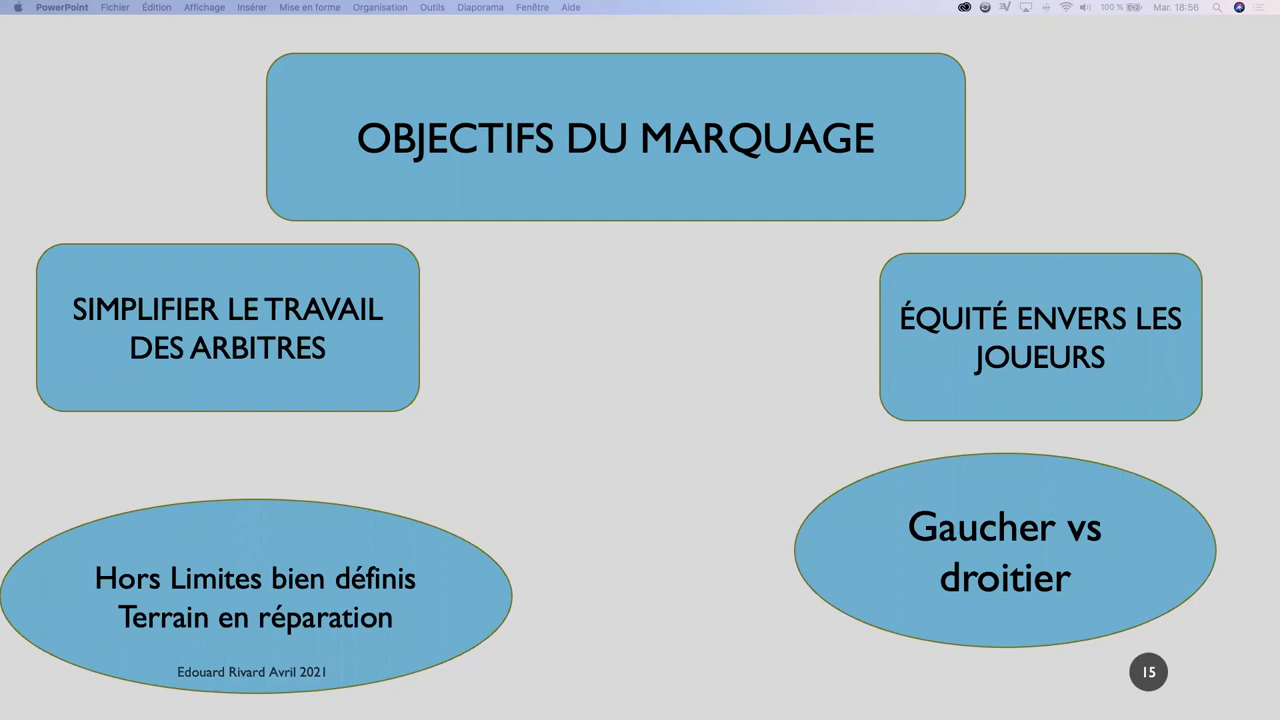 PowerPoint Fichier Édition Affichage Insérer Mise en forme Organisation Outils Diaporama Fenêtre Aide 100 % Mar. 18:56
OBJECTIFS DU MARQUAGE
SIMPLIFIER LE TRAVAIL
DES ARBITRES
ÉQUITÉ ENVERS LES
JOUEURS
Gaucher vs
droitier
Hors Limites bien définis
Terrain en réparation
Edouard Rivard Avril 2021
15